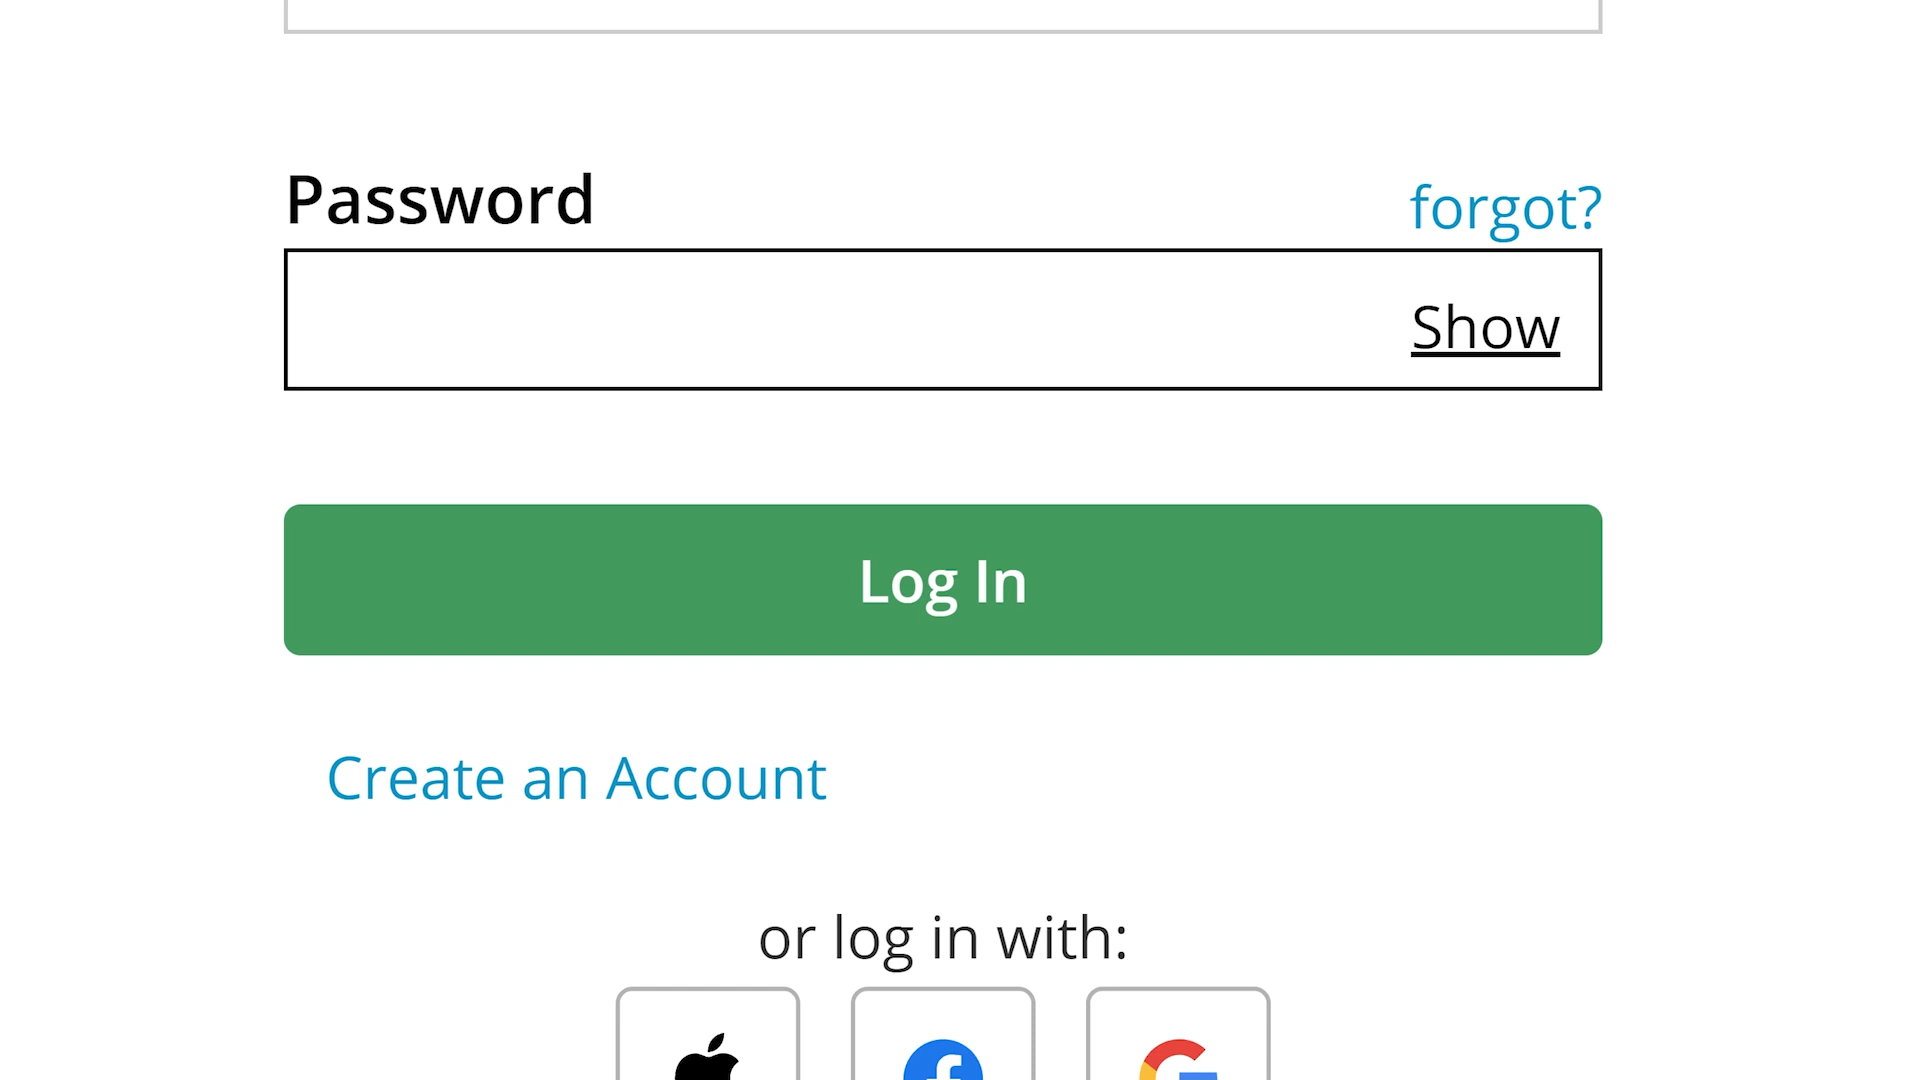 Password
forgot?
Show
Log In
Create an Account
or log in with: